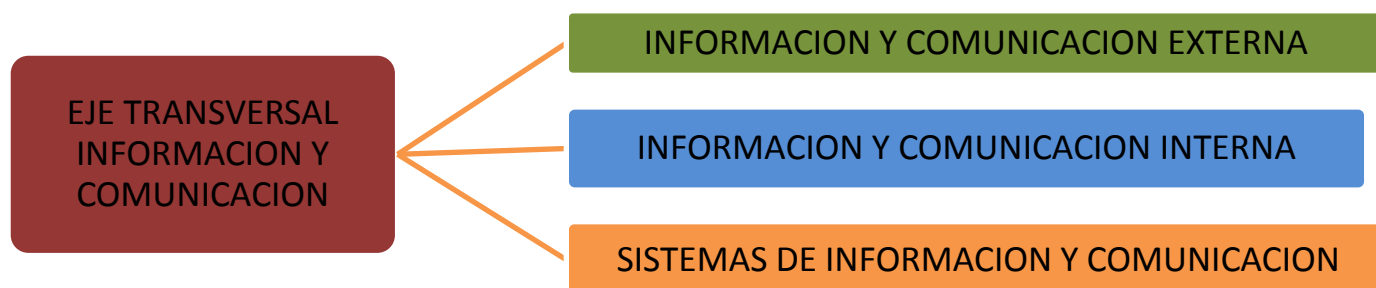 EJE TRANSVERSAL
INFORMACION Y
COMUNICACION
INFORMACION Y COMUNICACION EXTERNA
INFORMACION Y COMUNICACION INTERNA
SISTEMAS DE INFORMACION Y COMUNICACION